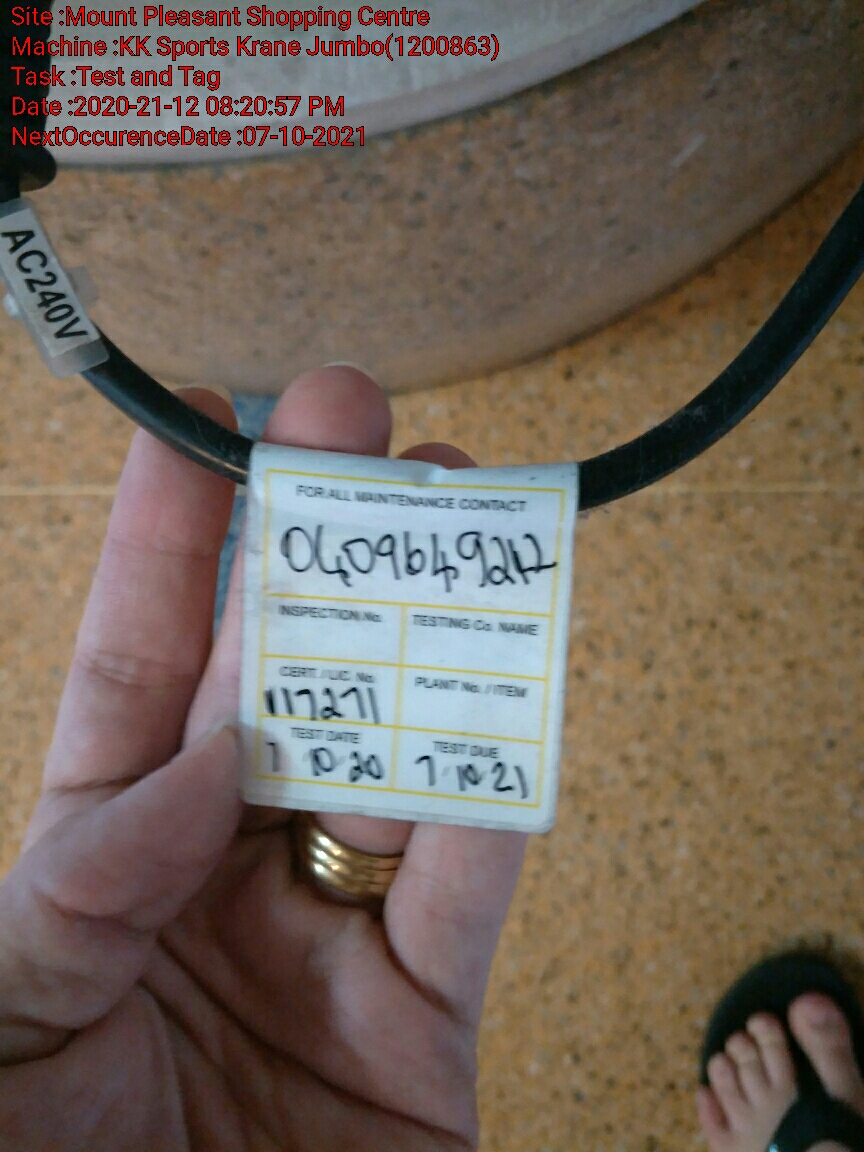 Site :Mount Pleasant Shopping Centre
Machine :KK Sports Krane Jumbo(1200863)
Task :Test and Tag
Date :2020-21-12 08:20:57 PM
NextOccurenceDate :07-10-2021
AC240V
FOR ALL MAINTENANCE CONTACT
0409649242
INSPECTION No. TESTING Co. NAME
CERT. / LIC. No. PLANT No. / ITEM
117271
TEST DATE TEST DUE
7 10 20 7·10·21